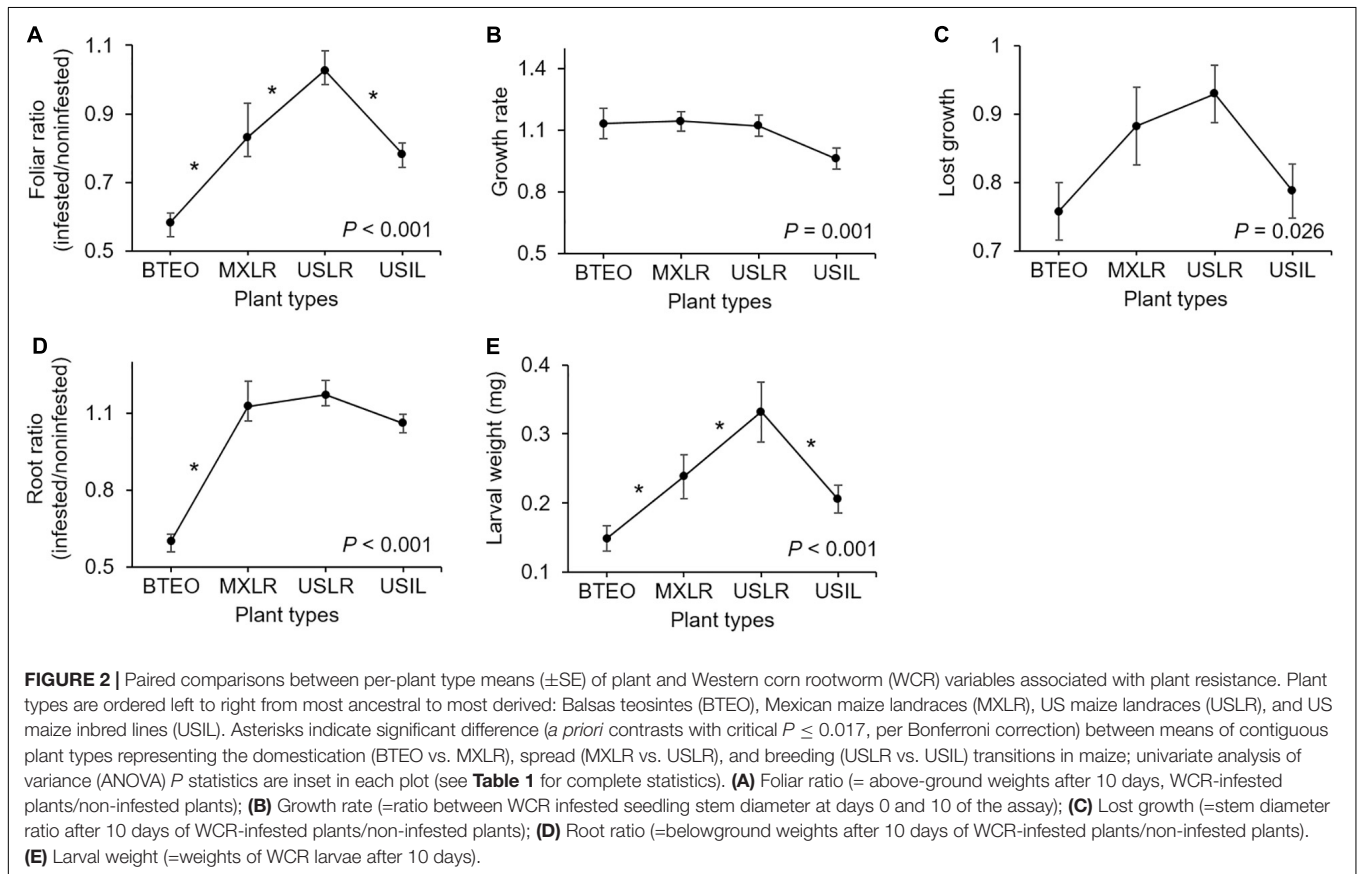 A
1.1
0.9
0.7
0.5
Foliar ratio
(infested/noninfested)
*
*
*
P < 0.001
BTEO MXLR USLR USIL
Plant types
B
1.4
1.1
0.8
0.5
Growth rate
P = 0.001
BTEO MXLR USLR USIL
Plant types
C
1
0.9
0.8
0.7
Lost growth
P = 0.026
BTEO MXLR USLR USIL
Plant types
D
1.1
0.8
0.5
Root ratio
(infested/noninfested)
*
P < 0.001
BTEO MXLR USLR USIL
Plant types
E
0.4
0.3
0.2
0.1
Larval weight (mg)
*
*
*
P < 0.001
BTEO MXLR USLR USIL
Plant types
FIGURE 2 | Paired comparisons between per-plant type means (±SE) of plant and Western corn rootworm (WCR) variables associated with plant resistance. Plant
types are ordered left to right from most ancestral to most derived: Balsas teosintes (BTEO), Mexican maize landraces (MXLR), US maize landraces (USLR), and US
maize inbred lines (USIL). Asterisks indicate significant difference (a priori contrasts with critical P ≤ 0.017, per Bonferroni correction) between means of contiguous
plant types representing the domestication (BTEO vs. MXLR), spread (MXLR vs. USLR), and breeding (USLR vs. USIL) transitions in maize; univariate analysis of
variance (ANOVA) P statistics are inset in each plot (see Table 1 for complete statistics). (A) Foliar ratio (= above-ground weights after 10 days, WCR-infested
plants/non-infested plants); (B) Growth rate (=ratio between WCR infested seedling stem diameter at days 0 and 10 of the assay); (C) Lost growth (=stem diameter
ratio after 10 days of WCR-infested plants/non-infested plants); (D) Root ratio (=belowground weights after 10 days of WCR-infested plants/non-infested plants).
(E) Larval weight (=weights of WCR larvae after 10 days).